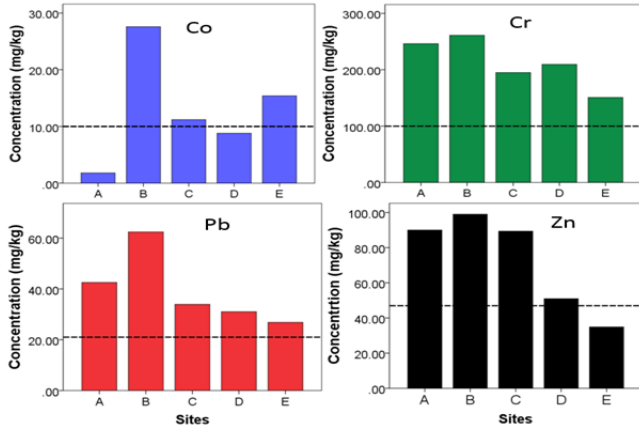 Co
Concentration (mg/kg)
30.00
20.00
10.00
.00
A B C D E
Cr
Concentration (mg/kg)
300.00
200.00
100.00
.00
A B C D E
Pb
Concentration (mg/kg)
60.00
40.00
20.00
.00
A B C D E
Sites
Zn
Concentrtion (mg/kg)
100.00
80.00
60.00
40.00
20.00
.00
A B C D E
Sites